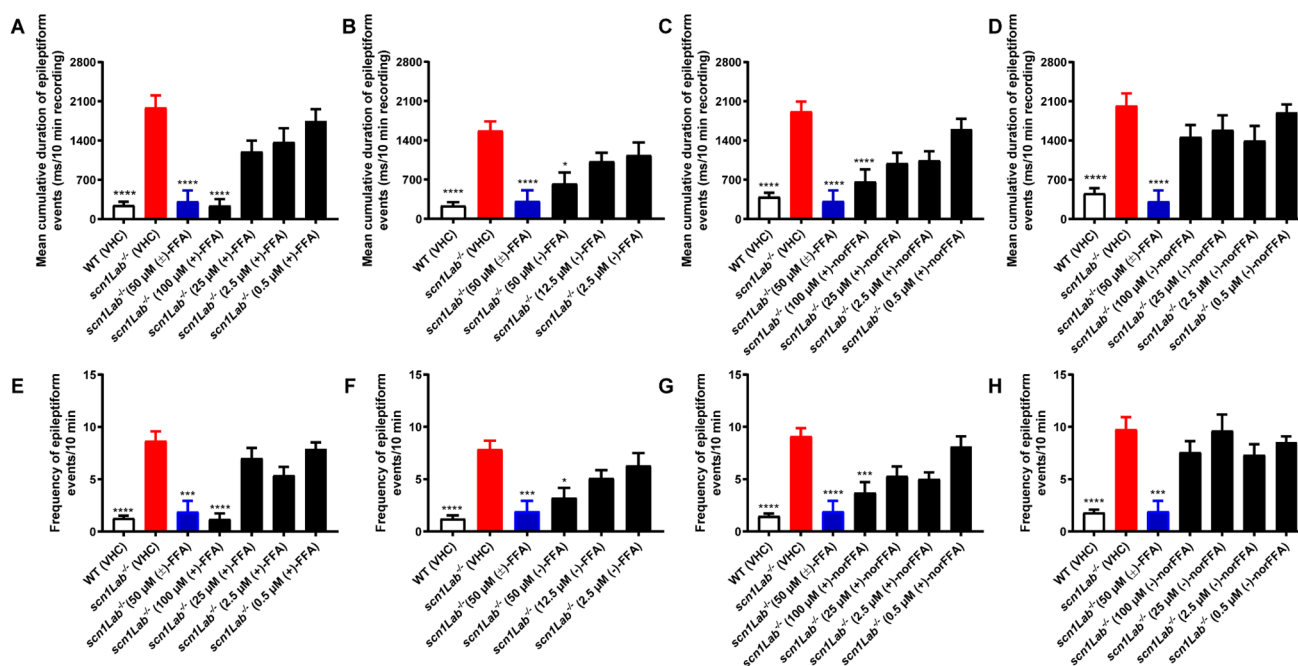 A
Mean cumulative duration of epileptiform
events (ms/10 min recording)
2800
2100
1400
700
0
****
****
****
WT (VHC)
scn1Lab⁻/⁻ (VHC)
scn1Lab⁻/⁻ (50 µM (±)-FFA)
scn1Lab⁻/⁻ (100 µM (+)-FFA)
scn1Lab⁻/⁻ (25 µM (+)-FFA)
scn1Lab⁻/⁻ (2.5 µM (+)-FFA)
scn1Lab⁻/⁻ (0.5 µM (+)-FFA)
B
Mean cumulative duration of epileptiform
events (ms/10 min recording)
2800
2100
1400
700
0
****
****
*
WT (VHC)
scn1Lab⁻/⁻ (VHC)
scn1Lab⁻/⁻ (50 µM (±)-FFA)
scn1Lab⁻/⁻ (50 µM (-)-FFA)
scn1Lab⁻/⁻ (12.5 µM (-)-FFA)
scn1Lab⁻/⁻ (2.5 µM (-)-FFA)
C
Mean cumulative duration of epileptiform
events (ms/10 min recording)
2800
2100
1400
700
0
****
****
****
WT (VHC)
scn1Lab⁻/⁻ (VHC)
scn1Lab⁻/⁻ (50 µM (±)-FFA)
scn1Lab⁻/⁻ (100 µM (+)-norFFA)
scn1Lab⁻/⁻ (25 µM (+)-norFFA)
scn1Lab⁻/⁻ (2.5 µM (+)-norFFA)
scn1Lab⁻/⁻ (0.5 µM (+)-norFFA)
D
Mean cumulative duration of epileptiform
events (ms/10 min recording)
2800
2100
1400
700
0
****
****
WT (VHC)
scn1Lab⁻/⁻ (VHC)
scn1Lab⁻/⁻ (50 µM (±)-FFA)
scn1Lab⁻/⁻ (100 µM (-)-norFFA)
scn1Lab⁻/⁻ (25 µM (-)-norFFA)
scn1Lab⁻/⁻ (2.5 µM (-)-norFFA)
scn1Lab⁻/⁻ (0.5 µM (-)-norFFA)
E
Frequency of epileptiform
events/10 min
15
10
5
0
****
***
****
WT (VHC)
scn1Lab⁻/⁻ (VHC)
scn1Lab⁻/⁻ (50 µM (±)-FFA)
scn1Lab⁻/⁻ (100 µM (+)-FFA)
scn1Lab⁻/⁻ (25 µM (+)-FFA)
scn1Lab⁻/⁻ (2.5 µM (+)-FFA)
scn1Lab⁻/⁻ (0.5 µM (+)-FFA)
F
Frequency of epileptiform
events/10 min
15
10
5
0
****
***
*
WT (VHC)
scn1Lab⁻/⁻ (VHC)
scn1Lab⁻/⁻ (50 µM (±)-FFA)
scn1Lab⁻/⁻ (50 µM (-)-FFA)
scn1Lab⁻/⁻ (12.5 µM (-)-FFA)
scn1Lab⁻/⁻ (2.5 µM (-)-FFA)
G
Frequency of epileptiform
events/10 min
15
10
5
0
****
****
***
WT (VHC)
scn1Lab⁻/⁻ (VHC)
scn1Lab⁻/⁻ (50 µM (±)-FFA)
scn1Lab⁻/⁻ (100 µM (+)-norFFA)
scn1Lab⁻/⁻ (25 µM (+)-norFFA)
scn1Lab⁻/⁻ (2.5 µM (+)-norFFA)
scn1Lab⁻/⁻ (0.5 µM (+)-norFFA)
H
Frequency of epileptiform
events/10 min
15
10
5
0
****
***
WT (VHC)
scn1Lab⁻/⁻ (VHC)
scn1Lab⁻/⁻ (50 µM (±)-FFA)
scn1Lab⁻/⁻ (100 µM (-)-norFFA)
scn1Lab⁻/⁻ (25 µM (-)-norFFA)
scn1Lab⁻/⁻ (2.5 µM (-)-norFFA)
scn1Lab⁻/⁻ (0.5 µM (-)-norFFA)